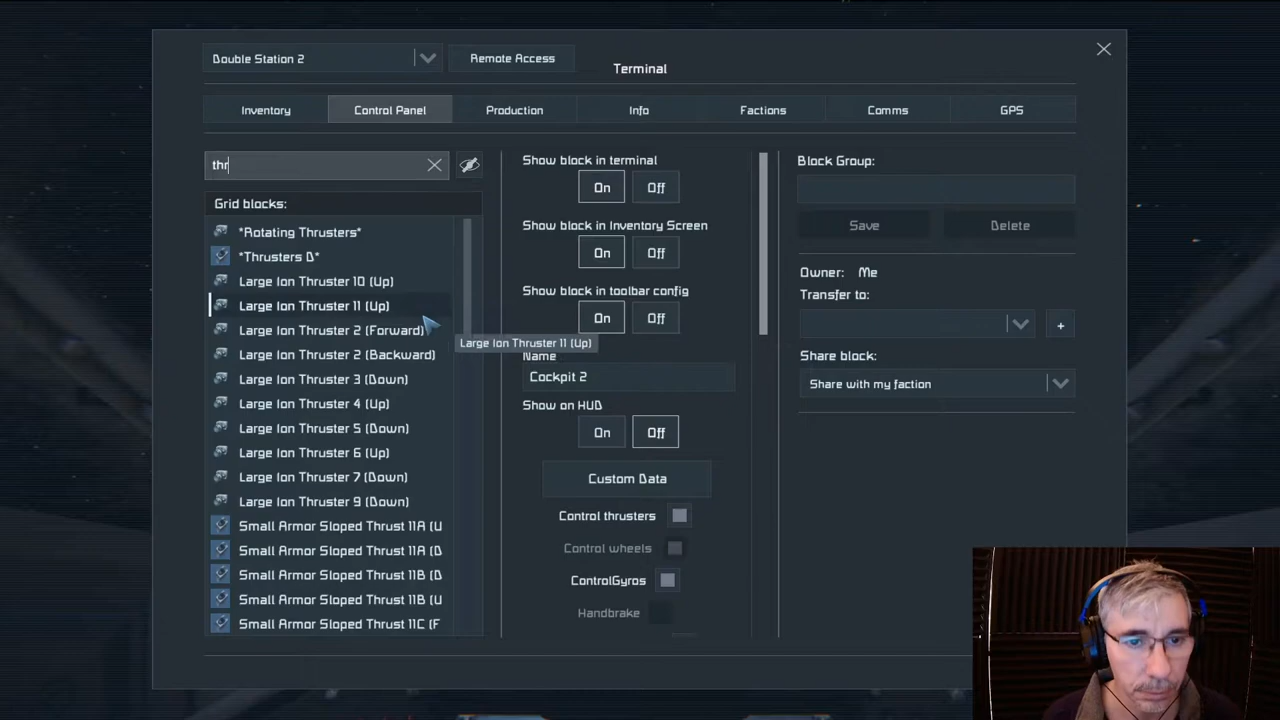 Double Station 2
Remote Access
Terminal
Inventory
Control Panel
Production
Info
Factions
Comms
GPS
thr
Grid blocks:
*Rotating Thrusters*
*Thrusters D*
Large Ion Thruster 10 (Up)
Large Ion Thruster 11 (Up)
Large Ion Thruster 2 (Forward)
Large Ion Thruster 2 (Backward)
Large Ion Thruster 3 (Down)
Large Ion Thruster 4 (Up)
Large Ion Thruster 5 (Down)
Large Ion Thruster 6 (Up)
Large Ion Thruster 7 (Down)
Large Ion Thruster 9 (Down)
Small Armor Sloped Thrust 11A (U
Small Armor Sloped Thrust 11A (D
Small Armor Sloped Thrust 11B (D
Small Armor Sloped Thrust 11B (U
Small Armor Sloped Thrust 11C (F
Large Ion Thruster 11 (Up)
Show block in terminal
On Off
Show block in Inventory Screen
On Off
Show block in toolbar config
On Off
Name
Cockpit 2
Show on HUD
On Off
Custom Data
Control thrusters
Control wheels
ControlGyros
Handbrake
Block Group:
Save
Delete
Owner: Me
Transfer to:
+
Share block:
Share with my faction